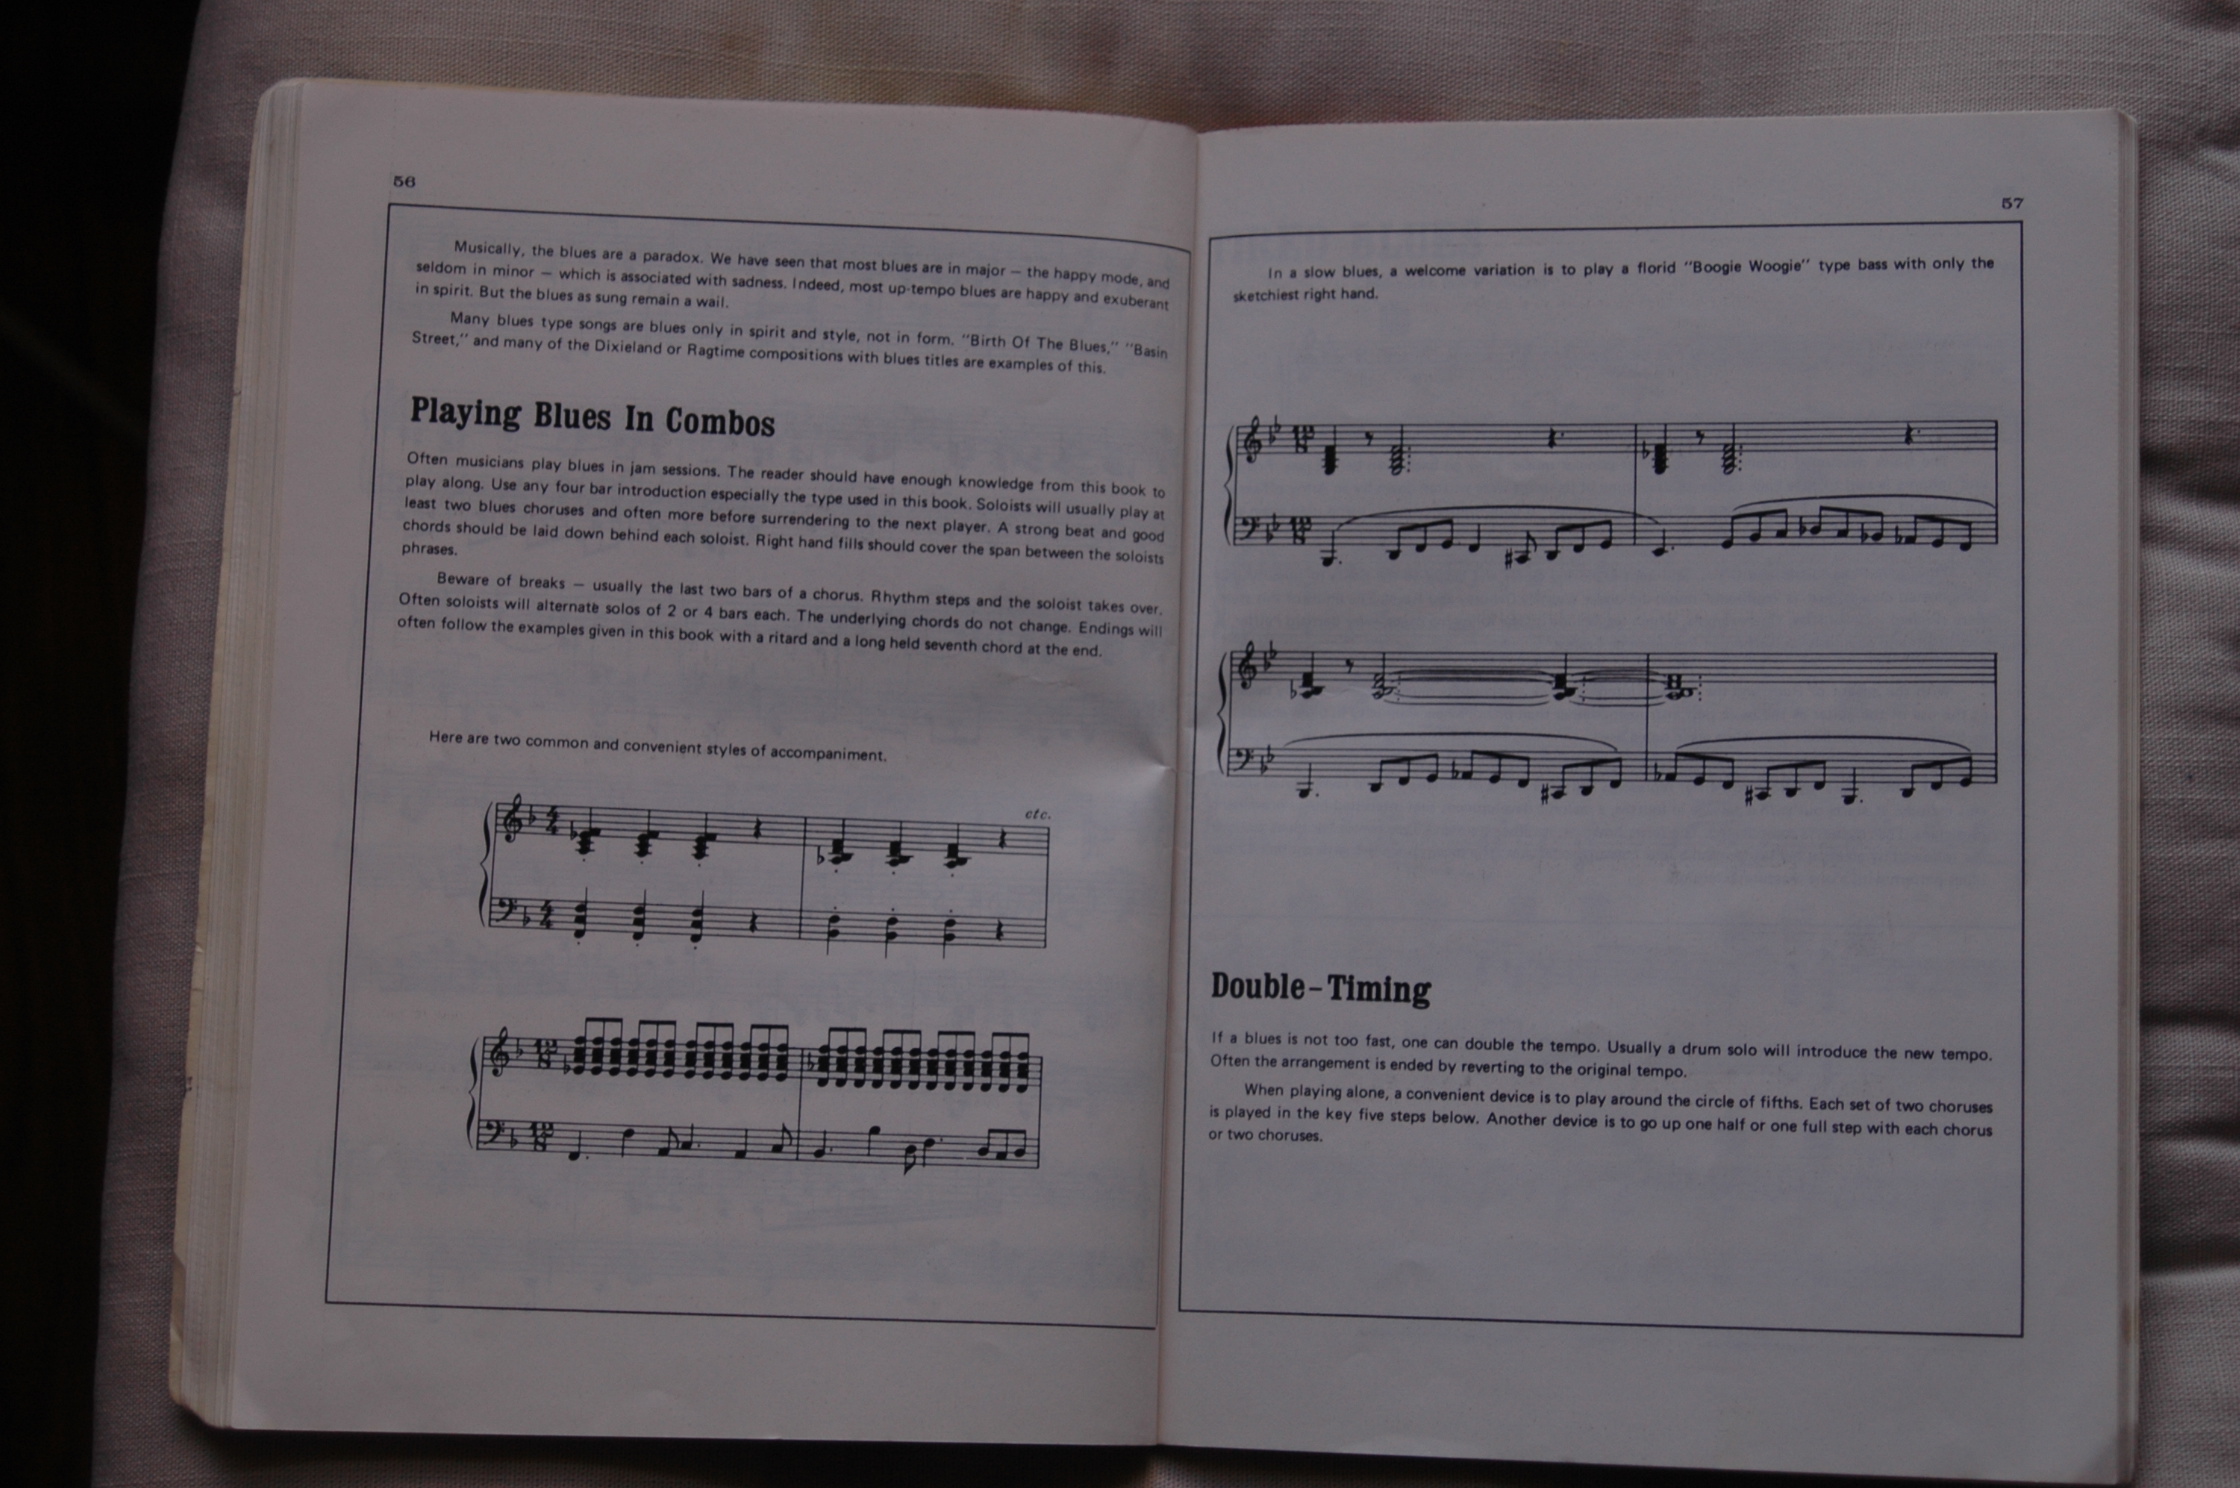 56
Musically, the blues are a paradox. We have seen that most blues are in major — the happy mode, and
seldom in minor — which is associated with sadness. Indeed, most up-tempo blues are happy and exuberant
in spirit. But the blues as sung remain a wail.
Many blues type songs are blues only in spirit and style, not in form. "Birth Of The Blues," "Basin
Street," and many of the Dixieland or Ragtime compositions with blues titles are examples of this.
Playing Blues In Combos
Often musicians play blues in jam sessions. The reader should have enough knowledge from this book to
play along. Use any four bar introduction especially the type used in this book. Soloists will usually play at
least two blues choruses and often more before surrendering to the next player. A strong beat and good
chords should be laid down behind each soloist. Right hand fills should cover the span between the soloists
phrases.
Beware of breaks — usually the last two bars of a chorus. Rhythm steps and the soloist takes over.
Often soloists will alternate solos of 2 or 4 bars each. The underlying chords do not change. Endings will
often follow the examples given in this book with a ritard and a long held seventh chord at the end.
Here are two common and convenient styles of accompaniment.
etc.
4
4
4
4
12
8
12
8
57
In a slow blues, a welcome variation is to play a florid "Boogie Woogie" type bass with only the
sketchiest right hand.
12
8
12
8
Double-Timing
If a blues is not too fast, one can double the tempo. Usually a drum solo will introduce the new tempo.
Often the arrangement is ended by reverting to the original tempo.
When playing alone, a convenient device is to play around the circle of fifths. Each set of two choruses
is played in the key five steps below. Another device is to go up one half or one full step with each chorus
or two choruses.